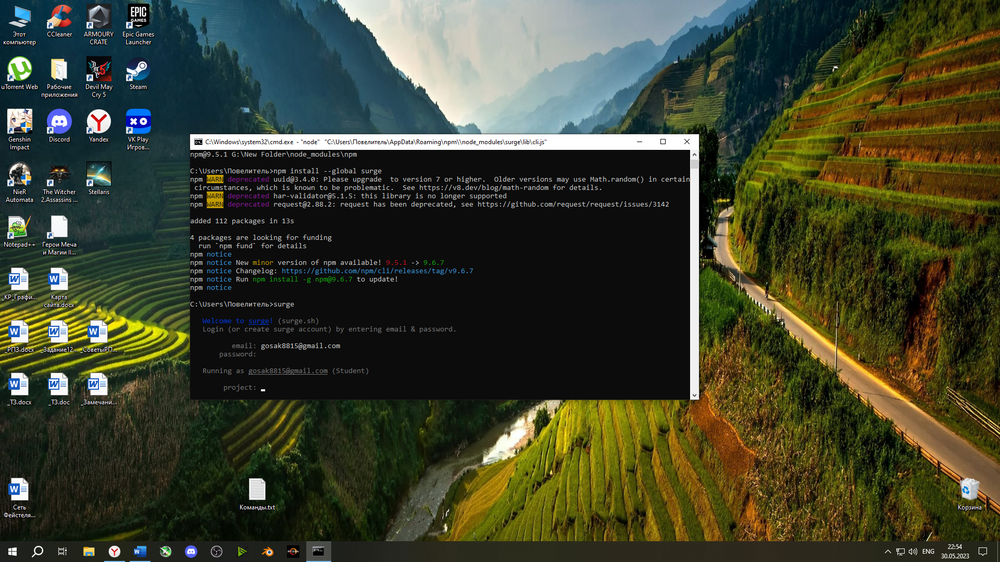 Этот
компьютер
CCleaner
ARMOURY
CRATE
EPIC
GAMES
Epic Games
Launcher
uTorrent Web
Рабочие
приложения
Devil May
Cry 5
Steam
Genshin
Impact
Discord
Yandex
VK Play
Игров...
NieR
Automata
The Witcher
2.Assassins ...
Stellaris
Notepad++
Герои Меча
и Магии II...
_КР_Графи...
Карта
сайта.docx
_РПЗ.docx
_Задание12...
_СоветыРП...
_ТЗ.docx
_ТЗ.doc
_Замечани...
Сеть
Фейстеля...
Команды.txt
Корзина
C:\Windows\system32\cmd.exe - "node" "C:\Users\Повелитель\AppData\Roaming\npm\\node_modules\surge\lib\cli.js"
npm@9.5.1 G:\New Folder\node_modules\npm
C:\Users\Повелитель>npm install --global surge
npm WARN deprecated uuid@3.4.0: Please upgrade  to version 7 or higher.  Older versions may use Math.random() in certain
 circumstances, which is known to be problematic.  See https://v8.dev/blog/math-random for details.
npm WARN deprecated har-validator@5.1.5: this library is no longer supported
npm WARN deprecated request@2.88.2: request has been deprecated, see https://github.com/request/request/issues/3142
added 112 packages in 13s
4 packages are looking for funding
  run `npm fund` for details
npm notice
npm notice New minor version of npm available! 9.5.1 -> 9.6.7
npm notice Changelog: https://github.com/npm/cli/releases/tag/v9.6.7
npm notice Run npm install -g npm@9.6.7 to update!
npm notice
C:\Users\Повелитель>surge
Welcome to surge! (surge.sh)
Login (or create surge account) by entering email & password.
email: gosak8815@gmail.com
password:
Running as gosak8815@gmail.com (Student)
project:
ENG
22:54
30.05.2023